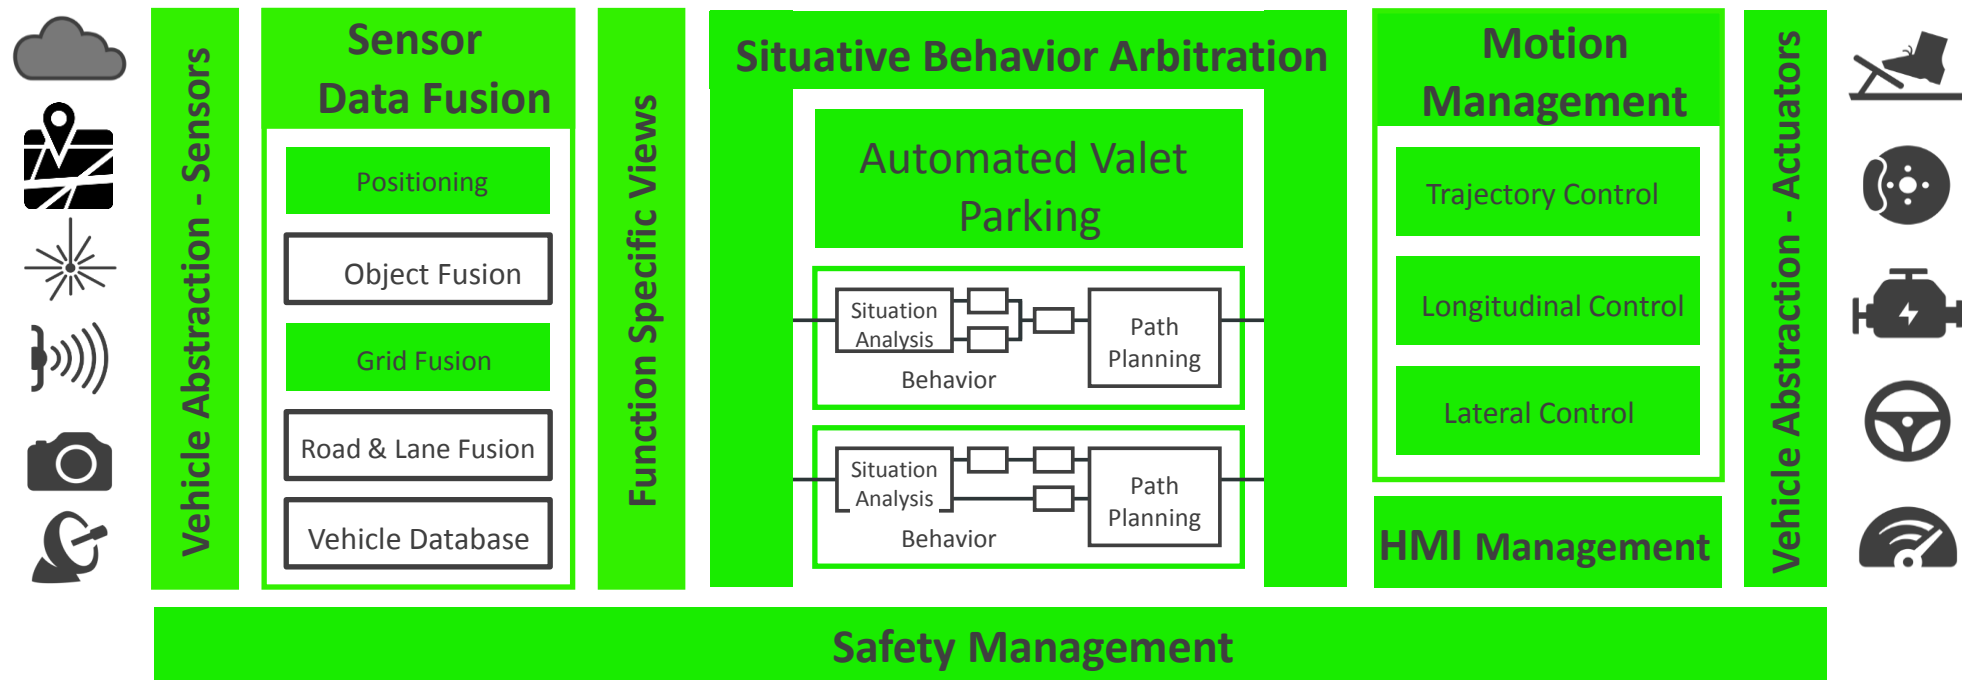 Vehicle Abstraction - Sensors
Sensor
Data Fusion
Positioning
Object Fusion
Grid Fusion
Road & Lane Fusion
Vehicle Database
Function Specific Views
Situative Behavior Arbitration
Automated Valet
Parking
Situation
Analysis
Behavior
Path
Planning
Situation
Analysis
Behavior
Path
Planning
Motion
Management
Trajectory Control
Longitudinal Control
Lateral Control
HMI Management
Vehicle Abstraction - Actuators
Safety Management